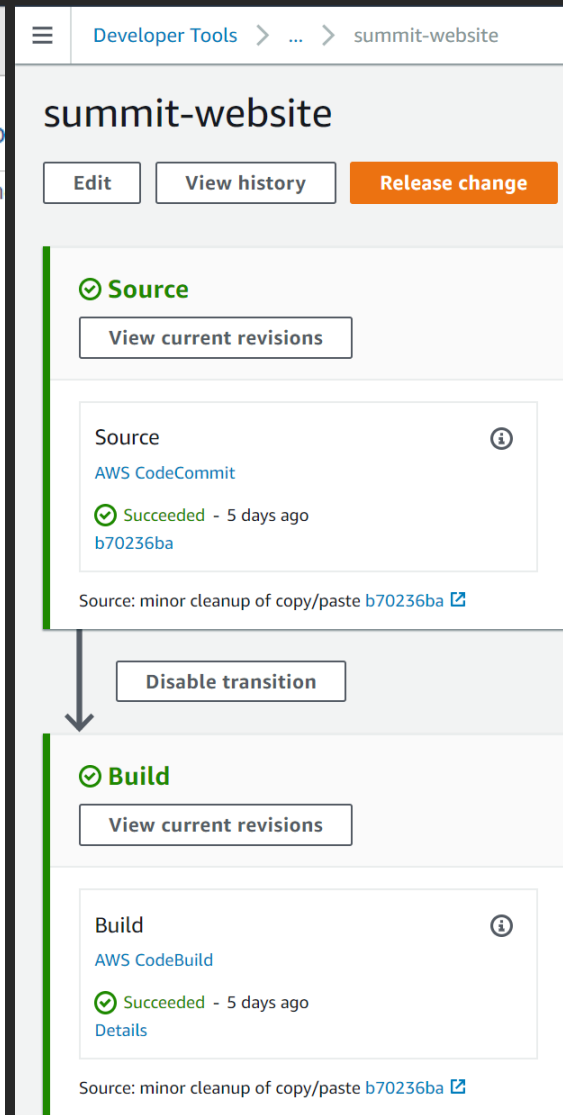 Developer Tools > ... > summit-website
summit-website
Edit
View history
Release change
Source
View current revisions
Source
AWS CodeCommit
Succeeded - 5 days ago
b70236ba
Source: minor cleanup of copy/paste b70236ba
Disable transition
Build
View current revisions
Build
AWS CodeBuild
Succeeded - 5 days ago
Details
Source: minor cleanup of copy/paste b70236ba